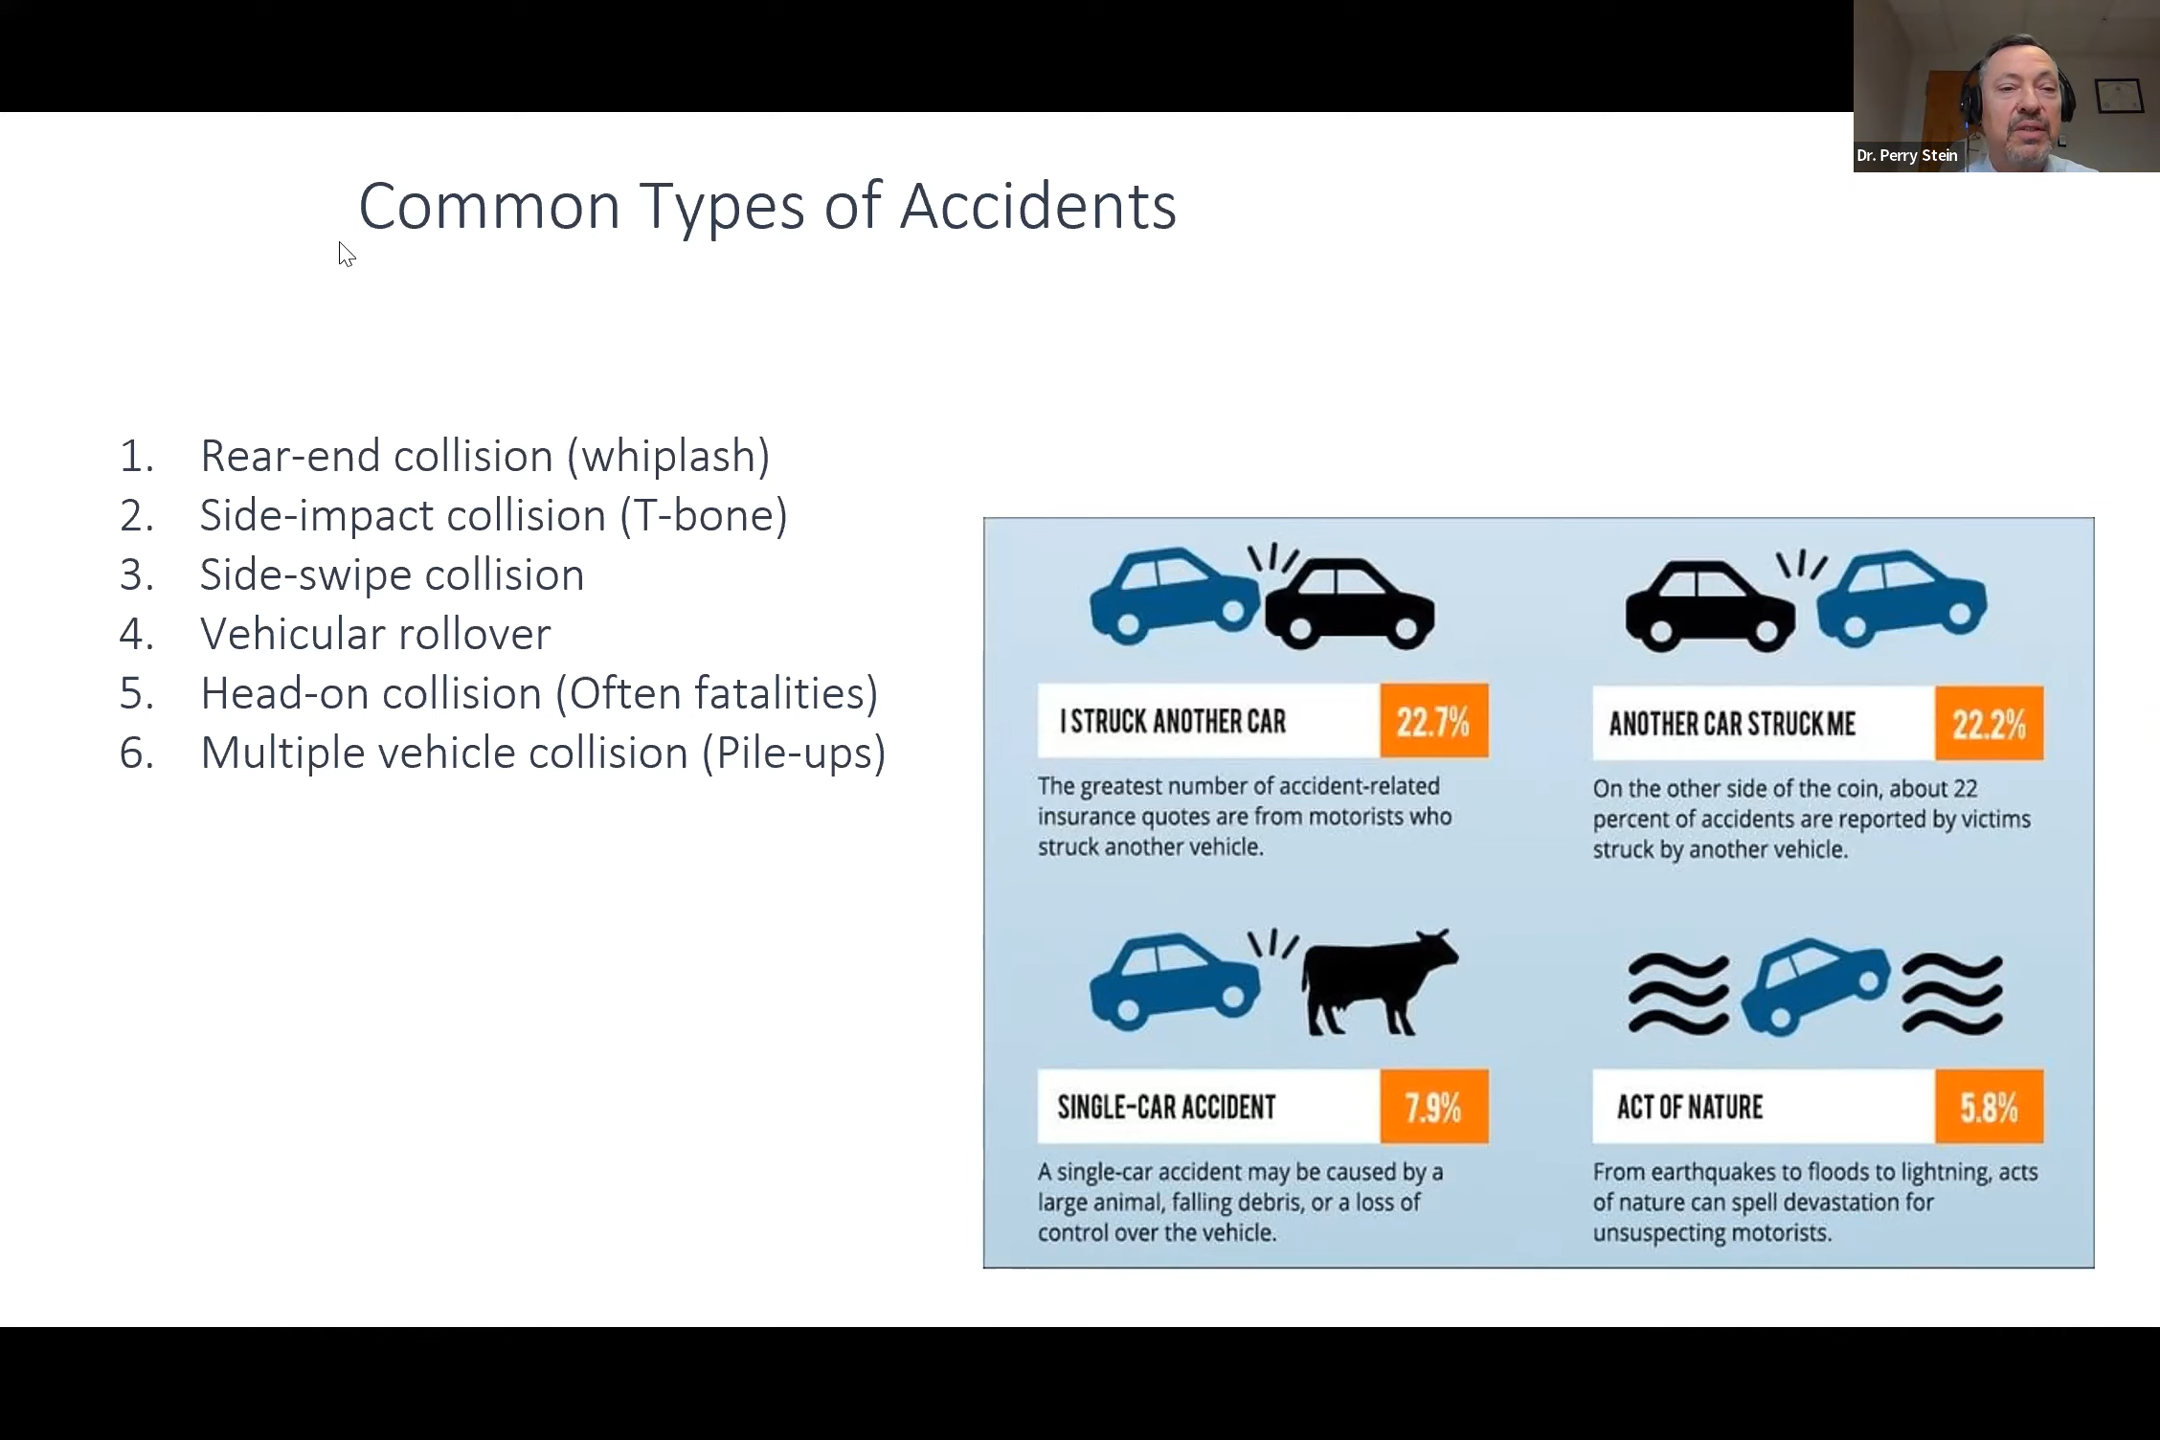 Dr. Perry Stein
Common Types of Accidents
1. Rear-end collision (whiplash)
2. Side-impact collision (T-bone)
3. Side-swipe collision
4. Vehicular rollover
5. Head-on collision (Often fatalities)
6. Multiple vehicle collision (Pile-ups)
I STRUCK ANOTHER CAR 22.7%
The greatest number of accident-related
insurance quotes are from motorists who
struck another vehicle.
ANOTHER CAR STRUCK ME 22.2%
On the other side of the coin, about 22
percent of accidents are reported by victims
struck by another vehicle.
SINGLE-CAR ACCIDENT 7.9%
A single-car accident may be caused by a
large animal, falling debris, or a loss of
control over the vehicle.
ACT OF NATURE 5.8%
From earthquakes to floods to lightning, acts
of nature can spell devastation for
unsuspecting motorists.